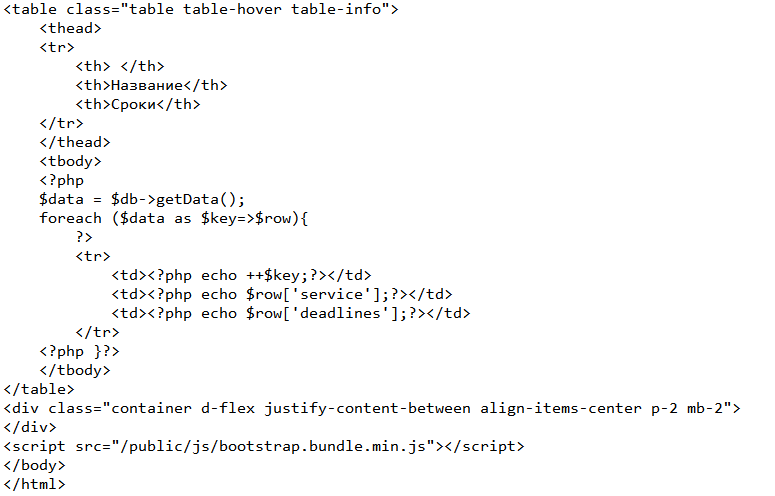 <table class="table table-hover table-info">
    <thead>
    <tr>
        <th> </th>
        <th>Название</th>
        <th>Сроки</th>
    </tr>
    </thead>
    <tbody>
    <?php
    $data = $db->getData();
    foreach ($data as $key=>$row){
        ?>
        <tr>
            <td><?php echo ++$key;?></td>
            <td><?php echo $row['service'];?></td>
            <td><?php echo $row['deadlines'];?></td>
        </tr>
    <?php }?>
    </tbody>
</table>
<div class="container d-flex justify-content-between align-items-center p-2 mb-2">
</div>
<script src="/public/js/bootstrap.bundle.min.js"></script>
</body>
</html>